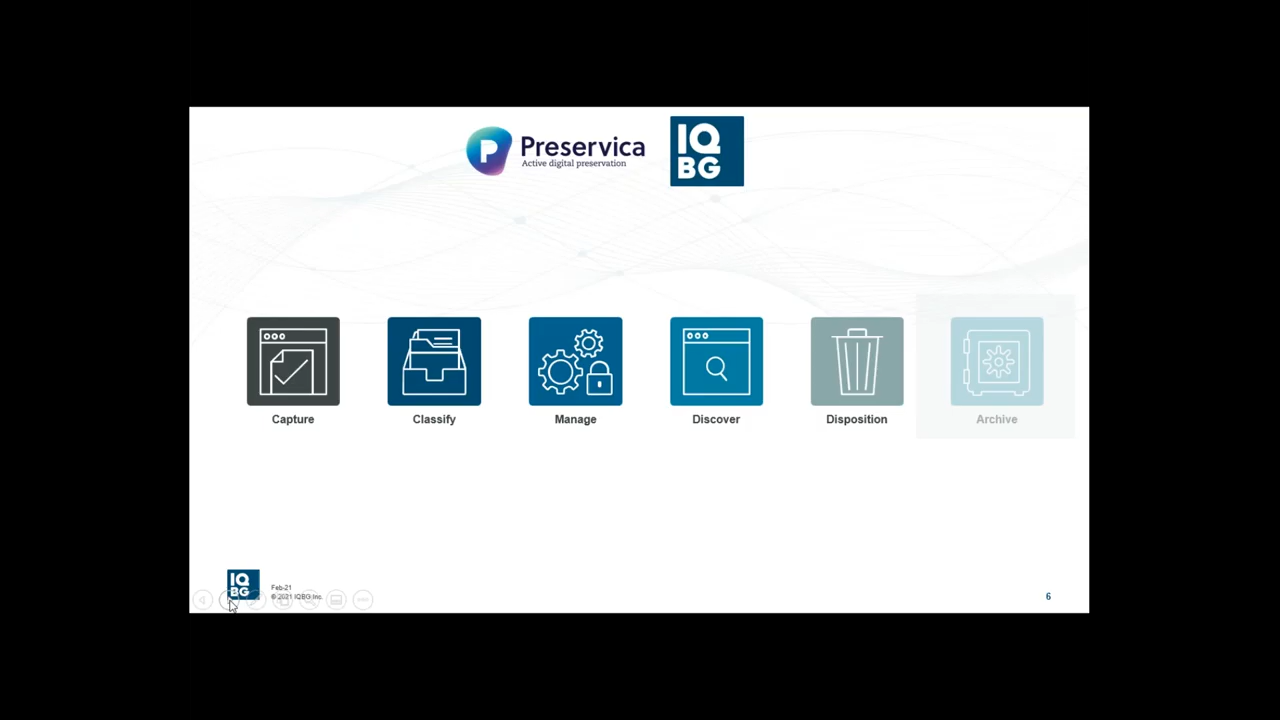 Preservica
Active digital preservation
IQ
BG
Capture
Classify
Manage
Discover
Disposition
Archive
IQ
BG
Feb-21
© 2021 IQBG Inc.
6